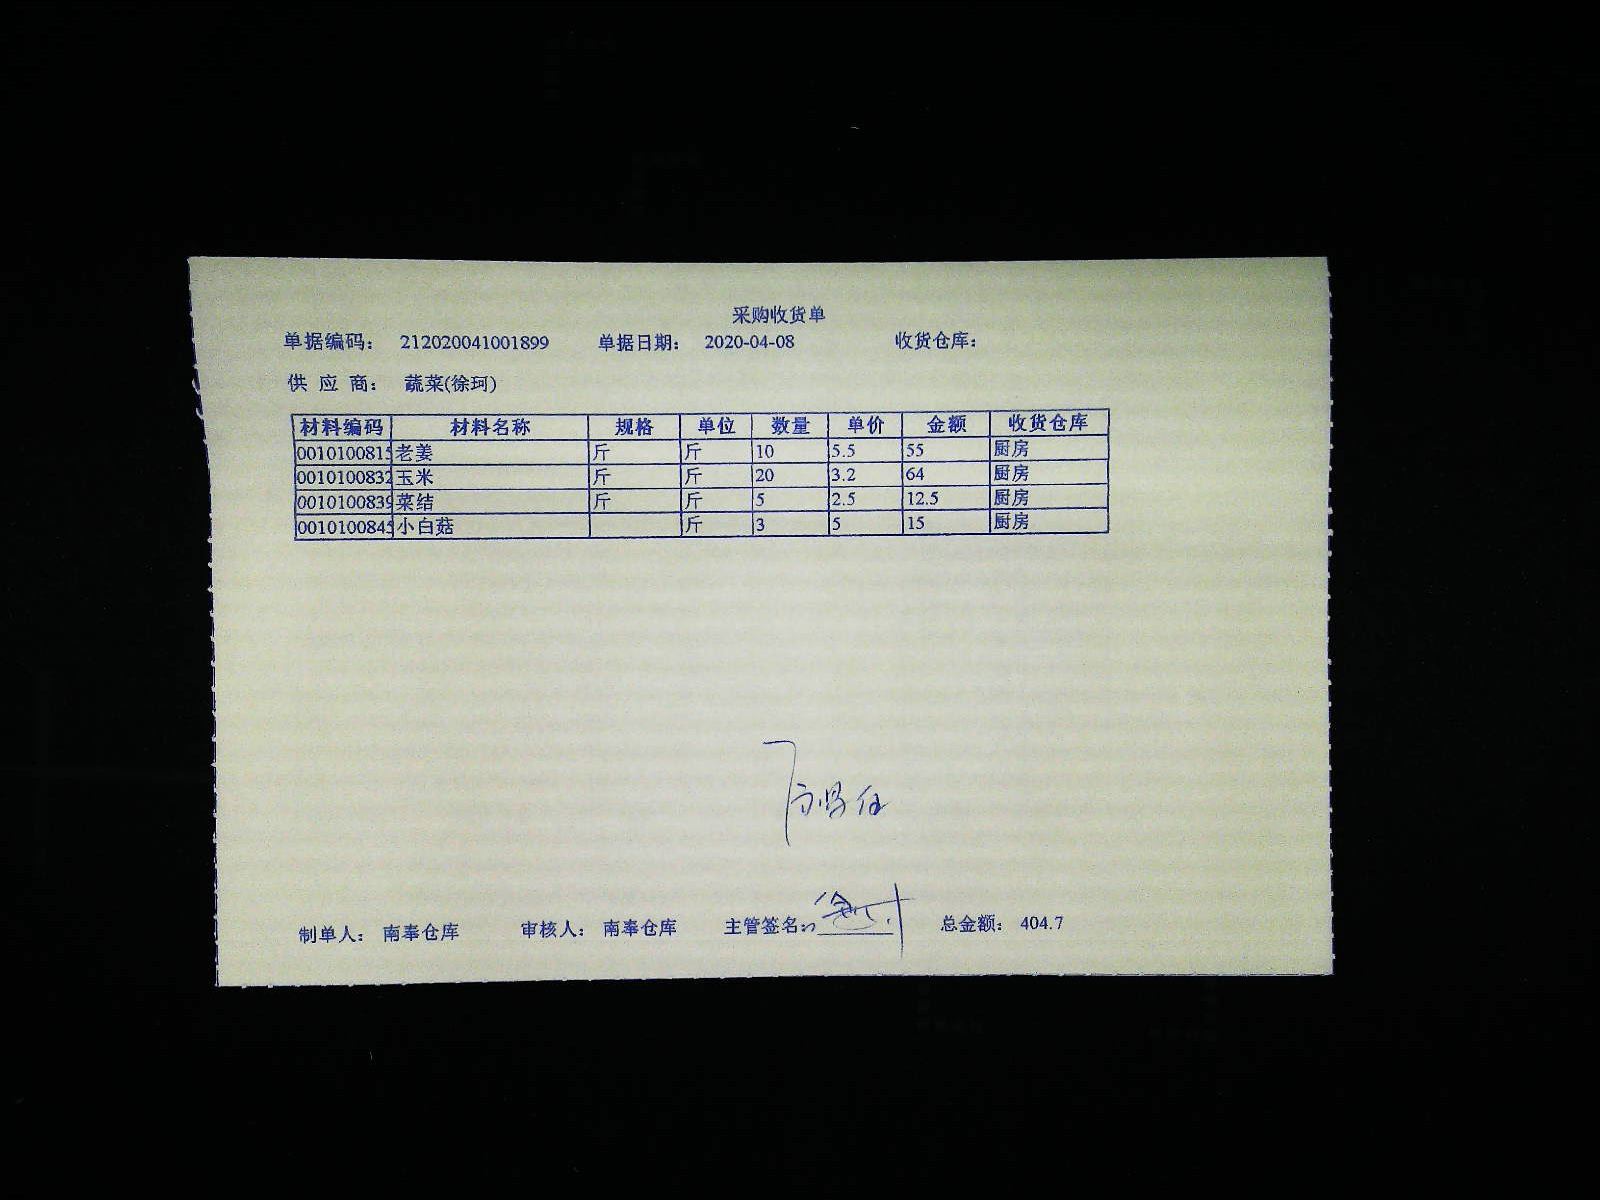 采购收货单
单据编码： 212020041001899 单据日期： 2020-04-08 收货仓库：
供 应 商： 蔬菜(徐珂)
材料编码 材料名称 规格 单位 数量 单价 金额 收货仓库
0010100815 老姜 斤 斤 10 5.5 55 厨房
0010100832 玉米 斤 斤 20 3.2 64 厨房
0010100839 菜结 斤 斤 5 2.5 12.5 厨房
0010100845 小白菇 斤 3 5 15 厨房
制单人： 南奉仓库 审核人： 南奉仓库 主管签名： 总金额： 404.7